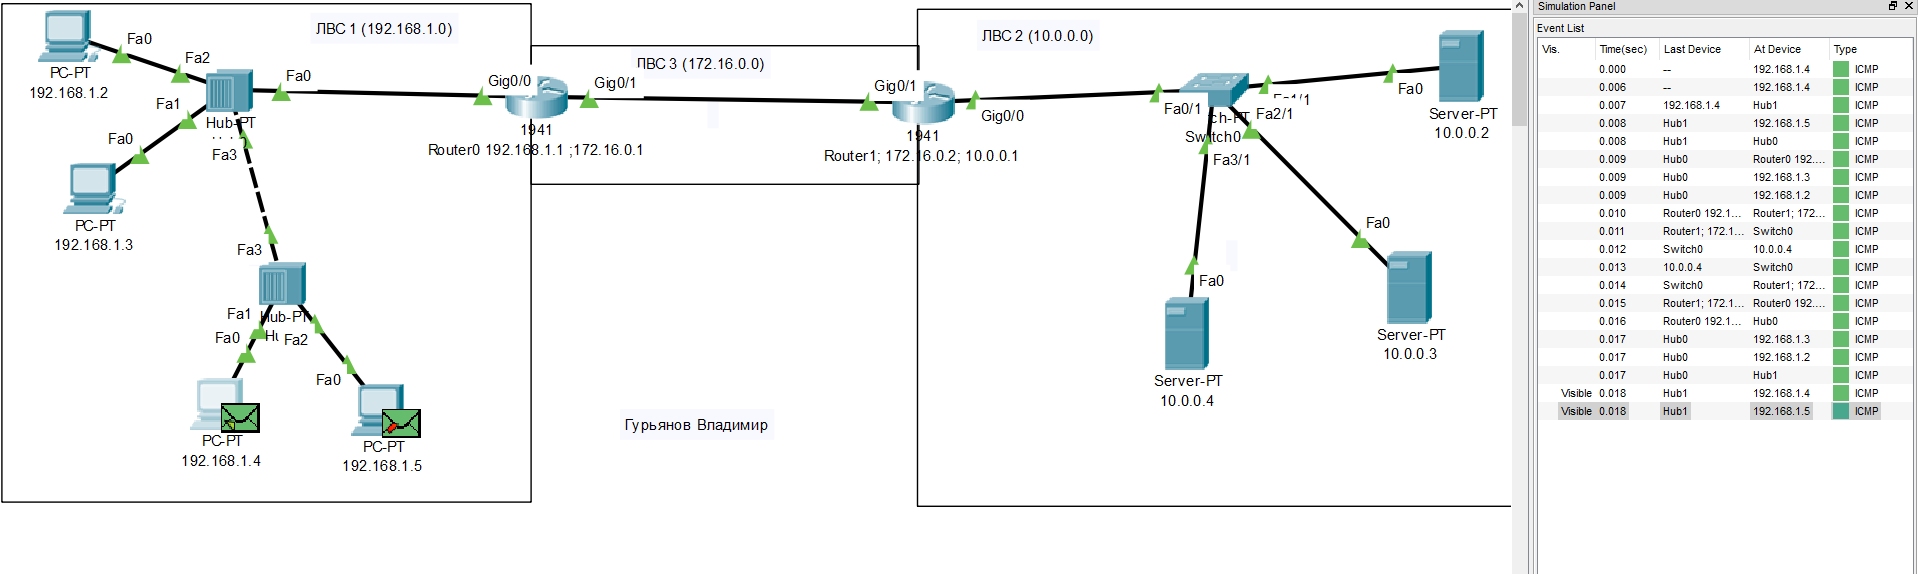 ЛВС 1 (192.168.1.0)
ЛВС 3 (172.16.0.0)
ЛВС 2 (10.0.0.0)
Fa0
Fa2
PC-PT
192.168.1.2
Fa1
Fa0
Hub-PT
Fa3
Fa0
PC-PT
192.168.1.3
Gig0/0
Gig0/1
1941
Router0 192.168.1.1 ;172.16.0.1
Gig0/1
Gig0/0
1941
Router1; 172.16.0.2; 10.0.0.1
Fa0/1
Fa2/1
Switch0
Fa3/1
Fa0
Server-PT
10.0.0.2
Fa0
Server-PT
10.0.0.3
Fa0
Server-PT
10.0.0.4
Fa3
Fa1
Hub-PT
Fa0
Fa2
Fa0
PC-PT
192.168.1.4
PC-PT
192.168.1.5
Гурьянов Владимир
Simulation Panel
Event List
Vis. Time(sec) Last Device At Device Type
0.000 -- 192.168.1.4 ICMP
0.006 -- 192.168.1.4 ICMP
0.007 192.168.1.4 Hub1 ICMP
0.008 Hub1 192.168.1.5 ICMP
0.008 Hub1 Hub0 ICMP
0.009 Hub0 Router0 192.... ICMP
0.009 Hub0 192.168.1.3 ICMP
0.009 Hub0 192.168.1.2 ICMP
0.010 Router0 192.1... Router1; 172... ICMP
0.011 Router1; 172.1... Switch0 ICMP
0.012 Switch0 10.0.0.4 ICMP
0.013 10.0.0.4 Switch0 ICMP
0.014 Switch0 Router1; 172... ICMP
0.015 Router1; 172.1... Router0 192.... ICMP
0.016 Router0 192.1... Hub0 ICMP
0.017 Hub0 192.168.1.3 ICMP
0.017 Hub0 192.168.1.2 ICMP
0.017 Hub0 Hub1 ICMP
Visible 0.018 Hub1 192.168.1.4 ICMP
Visible 0.018 Hub1 192.168.1.5 ICMP